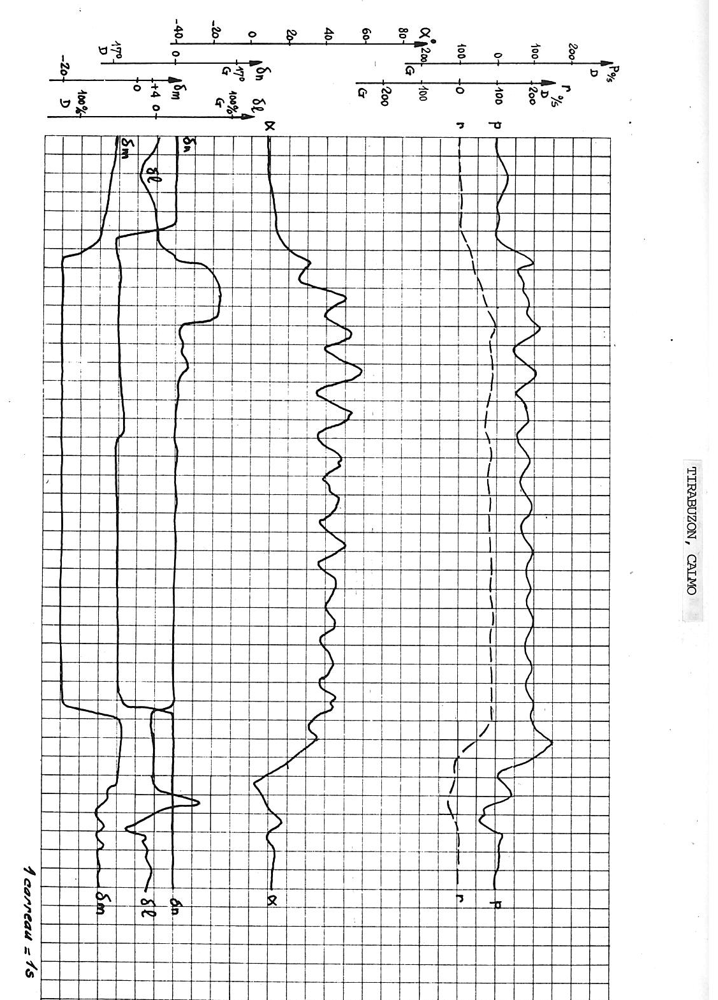 TIRABUZON, CALMO
200 100 0 100 200 p°/s
G D
200 100 0 100 200 r°/s
G D
-40 -20 0 20 40 60 80 α°
17° 0 17° δn
D G
-20 0 +4 δm
100% 0 100% δl
D G
p
r
α
δn
δl
δm
p
r
α
δn
δl
δm
1 carreau = 1s